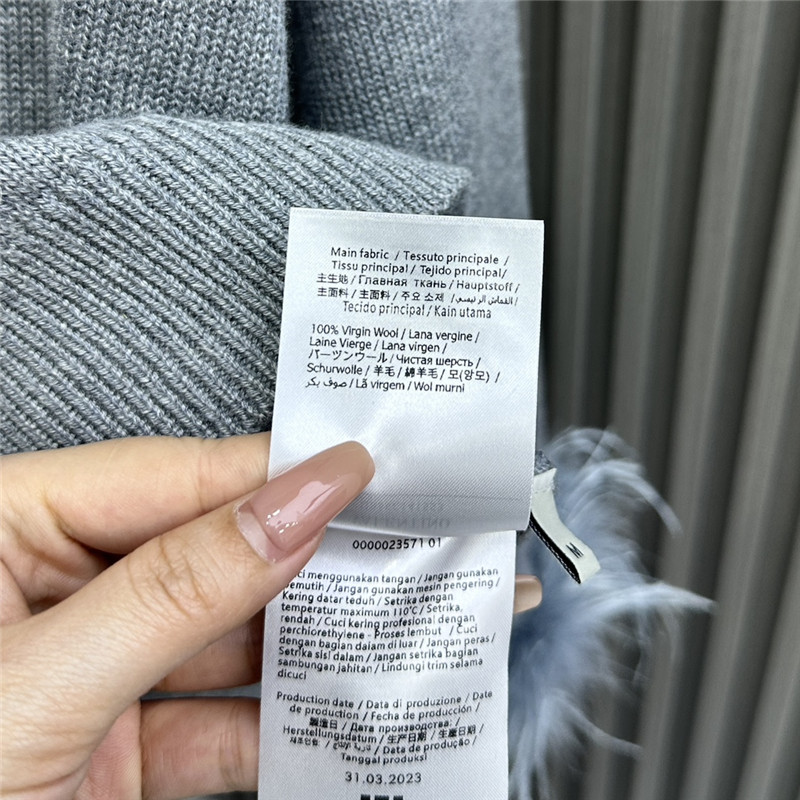 Main fabric / Tessuto principale /
Tissu principal / Tejido principal/
主生地 / Главная ткань / Hauptstoff /
主面料 / 主面料 / 주요 소재 / القماش الرئيسي/
Tecido principal / Kain utama
100% Virgin Wool / Lana vergine /
Laine Vierge / Lana virgen /
バージンウール / Чистая шерсть /
Schurwolle / 羊毛 / 綿羊毛 / 모(양모) /
صوف بكر / Lã virgem / Wol murni
M
0000023571 01
Cuci menggunakan tangan / Jangan gunakan
pemutih / Jangan gunakan mesin pengering /
Kering datar teduh / Setrika dengan
temperatur maximum 110°C / Setrika,
rendah / Cuci kering profesional dengan
perchiorethyiene - Proses lembut / Cuci
dengan bagian dalam di luar / Jangan peras /
Setrika sisi dalam / Jangan setrika bagian
sambungan jahitan / Lindungi trim selama
dicuci
Production date / Data di produzione / Date
de production / Fecha de producción /
製造日 / Дата производства: /
Herstellungsdatum / 生产日期 / 生產日期 /
/ Data de produção /
Tanggal produksi
31.03.2023